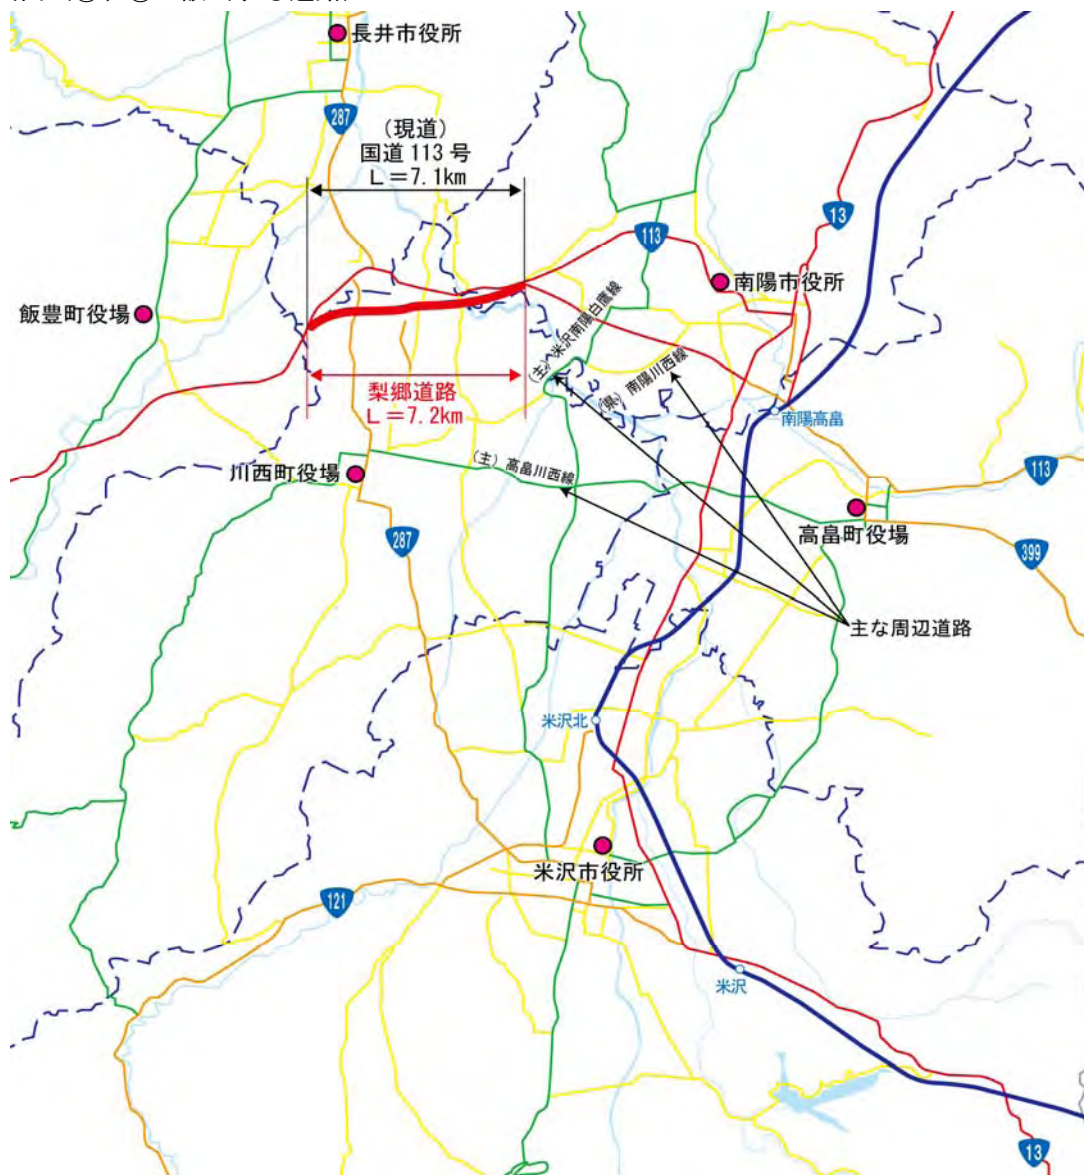 長井市役所
287
(現道)
国道113号
L=7.1km
13
113
南陽市役所
飯豊町役場
(主)米沢南陽白鷹線
(県)南陽川西線
梨郷道路
L=7.2km
南陽高畠
川西町役場
(主)高畠川西線
113
高畠町役場
287
399
主な周辺道路
米沢北
米沢市役所
121
米沢
13